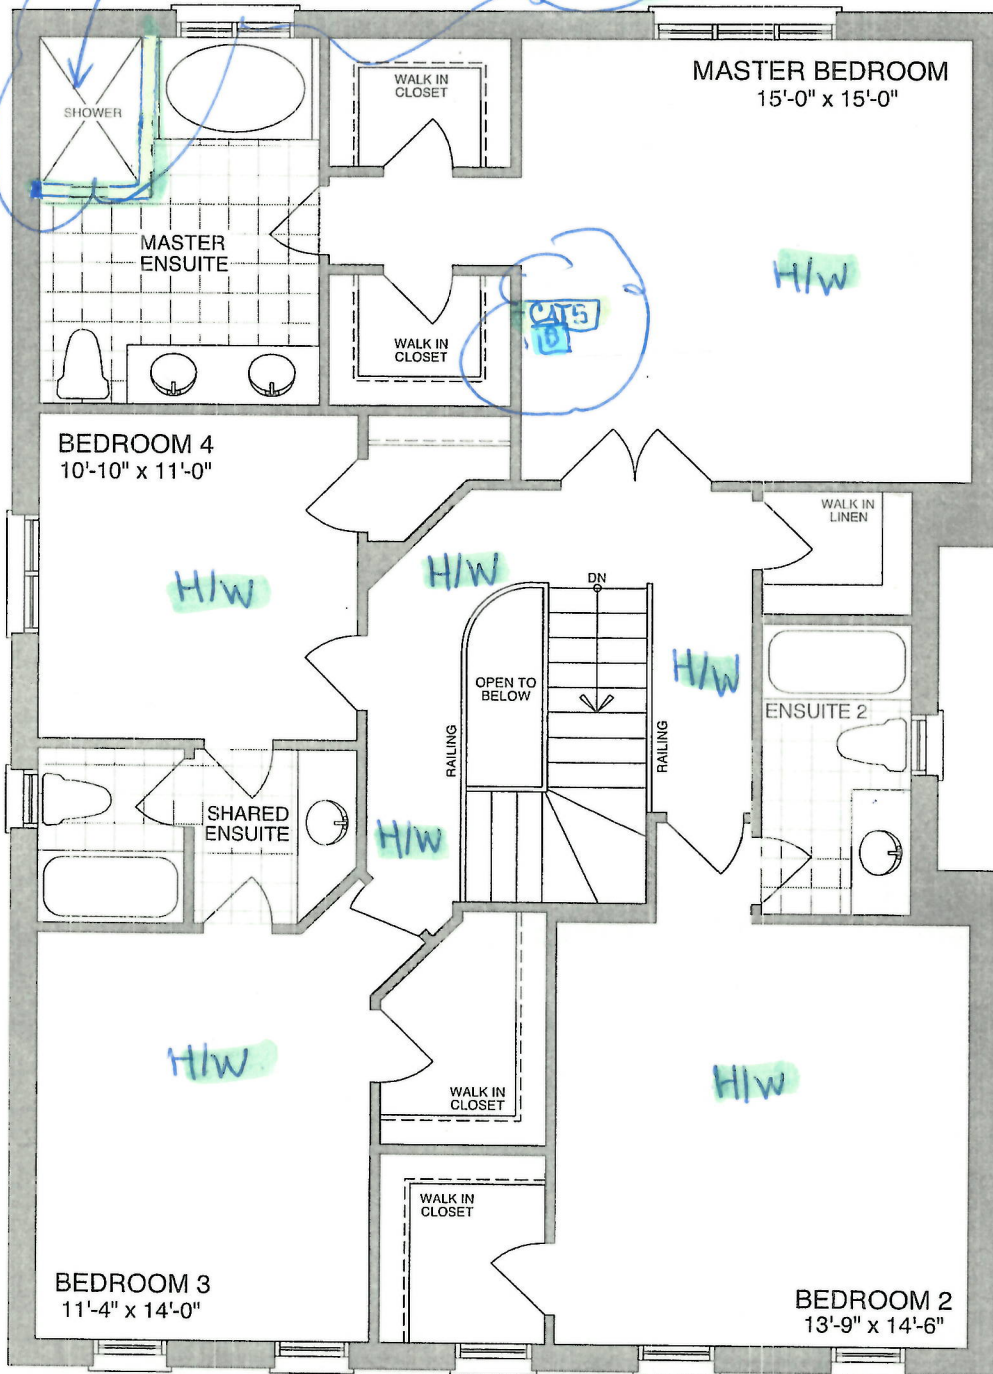 MASTER BEDROOM
15'-0" x 15'-0"
WALK IN
CLOSET
SHOWER
MASTER
ENSUITE
H/W
CAT5
WALK IN
CLOSET
BEDROOM 4
10'-10" x 11'-0"
WALK IN
LINEN
H/W
H/W
DN
H/W
OPEN TO
BELOW
ENSUITE 2
RAILING
RAILING
SHARED
ENSUITE
H/W
H/W
H/W
WALK IN
CLOSET
WALK IN
CLOSET
BEDROOM 3
11'-4" x 14'-0"
BEDROOM 2
13'-9" x 14'-6"